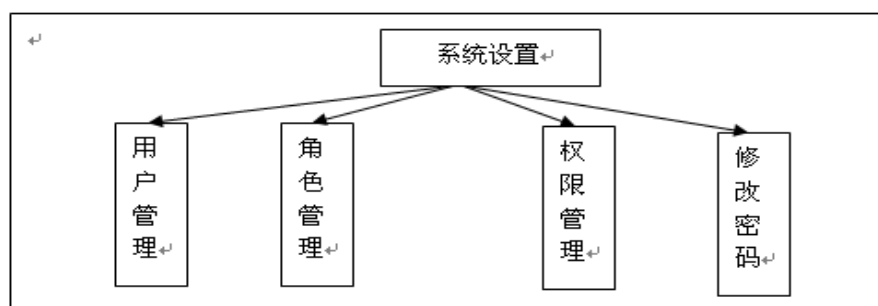 系统设置
用户管理
角色管理
权限管理
修改密码